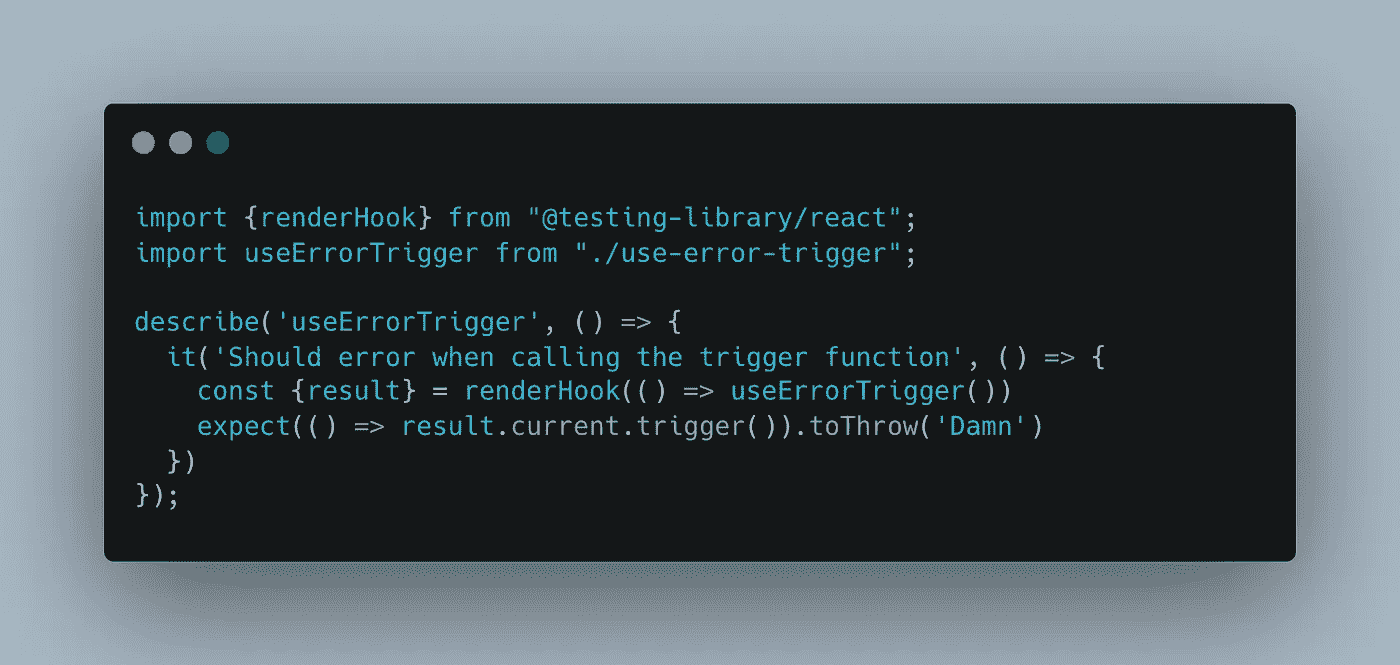 import {renderHook} from "@testing-library/react";
import useErrorTrigger from "./use-error-trigger";

describe('useErrorTrigger', () => {
  it('Should error when calling the trigger function', () => {
    const {result} = renderHook(() => useErrorTrigger())
    expect(() => result.current.trigger()).toThrow('Damn')
  })
});